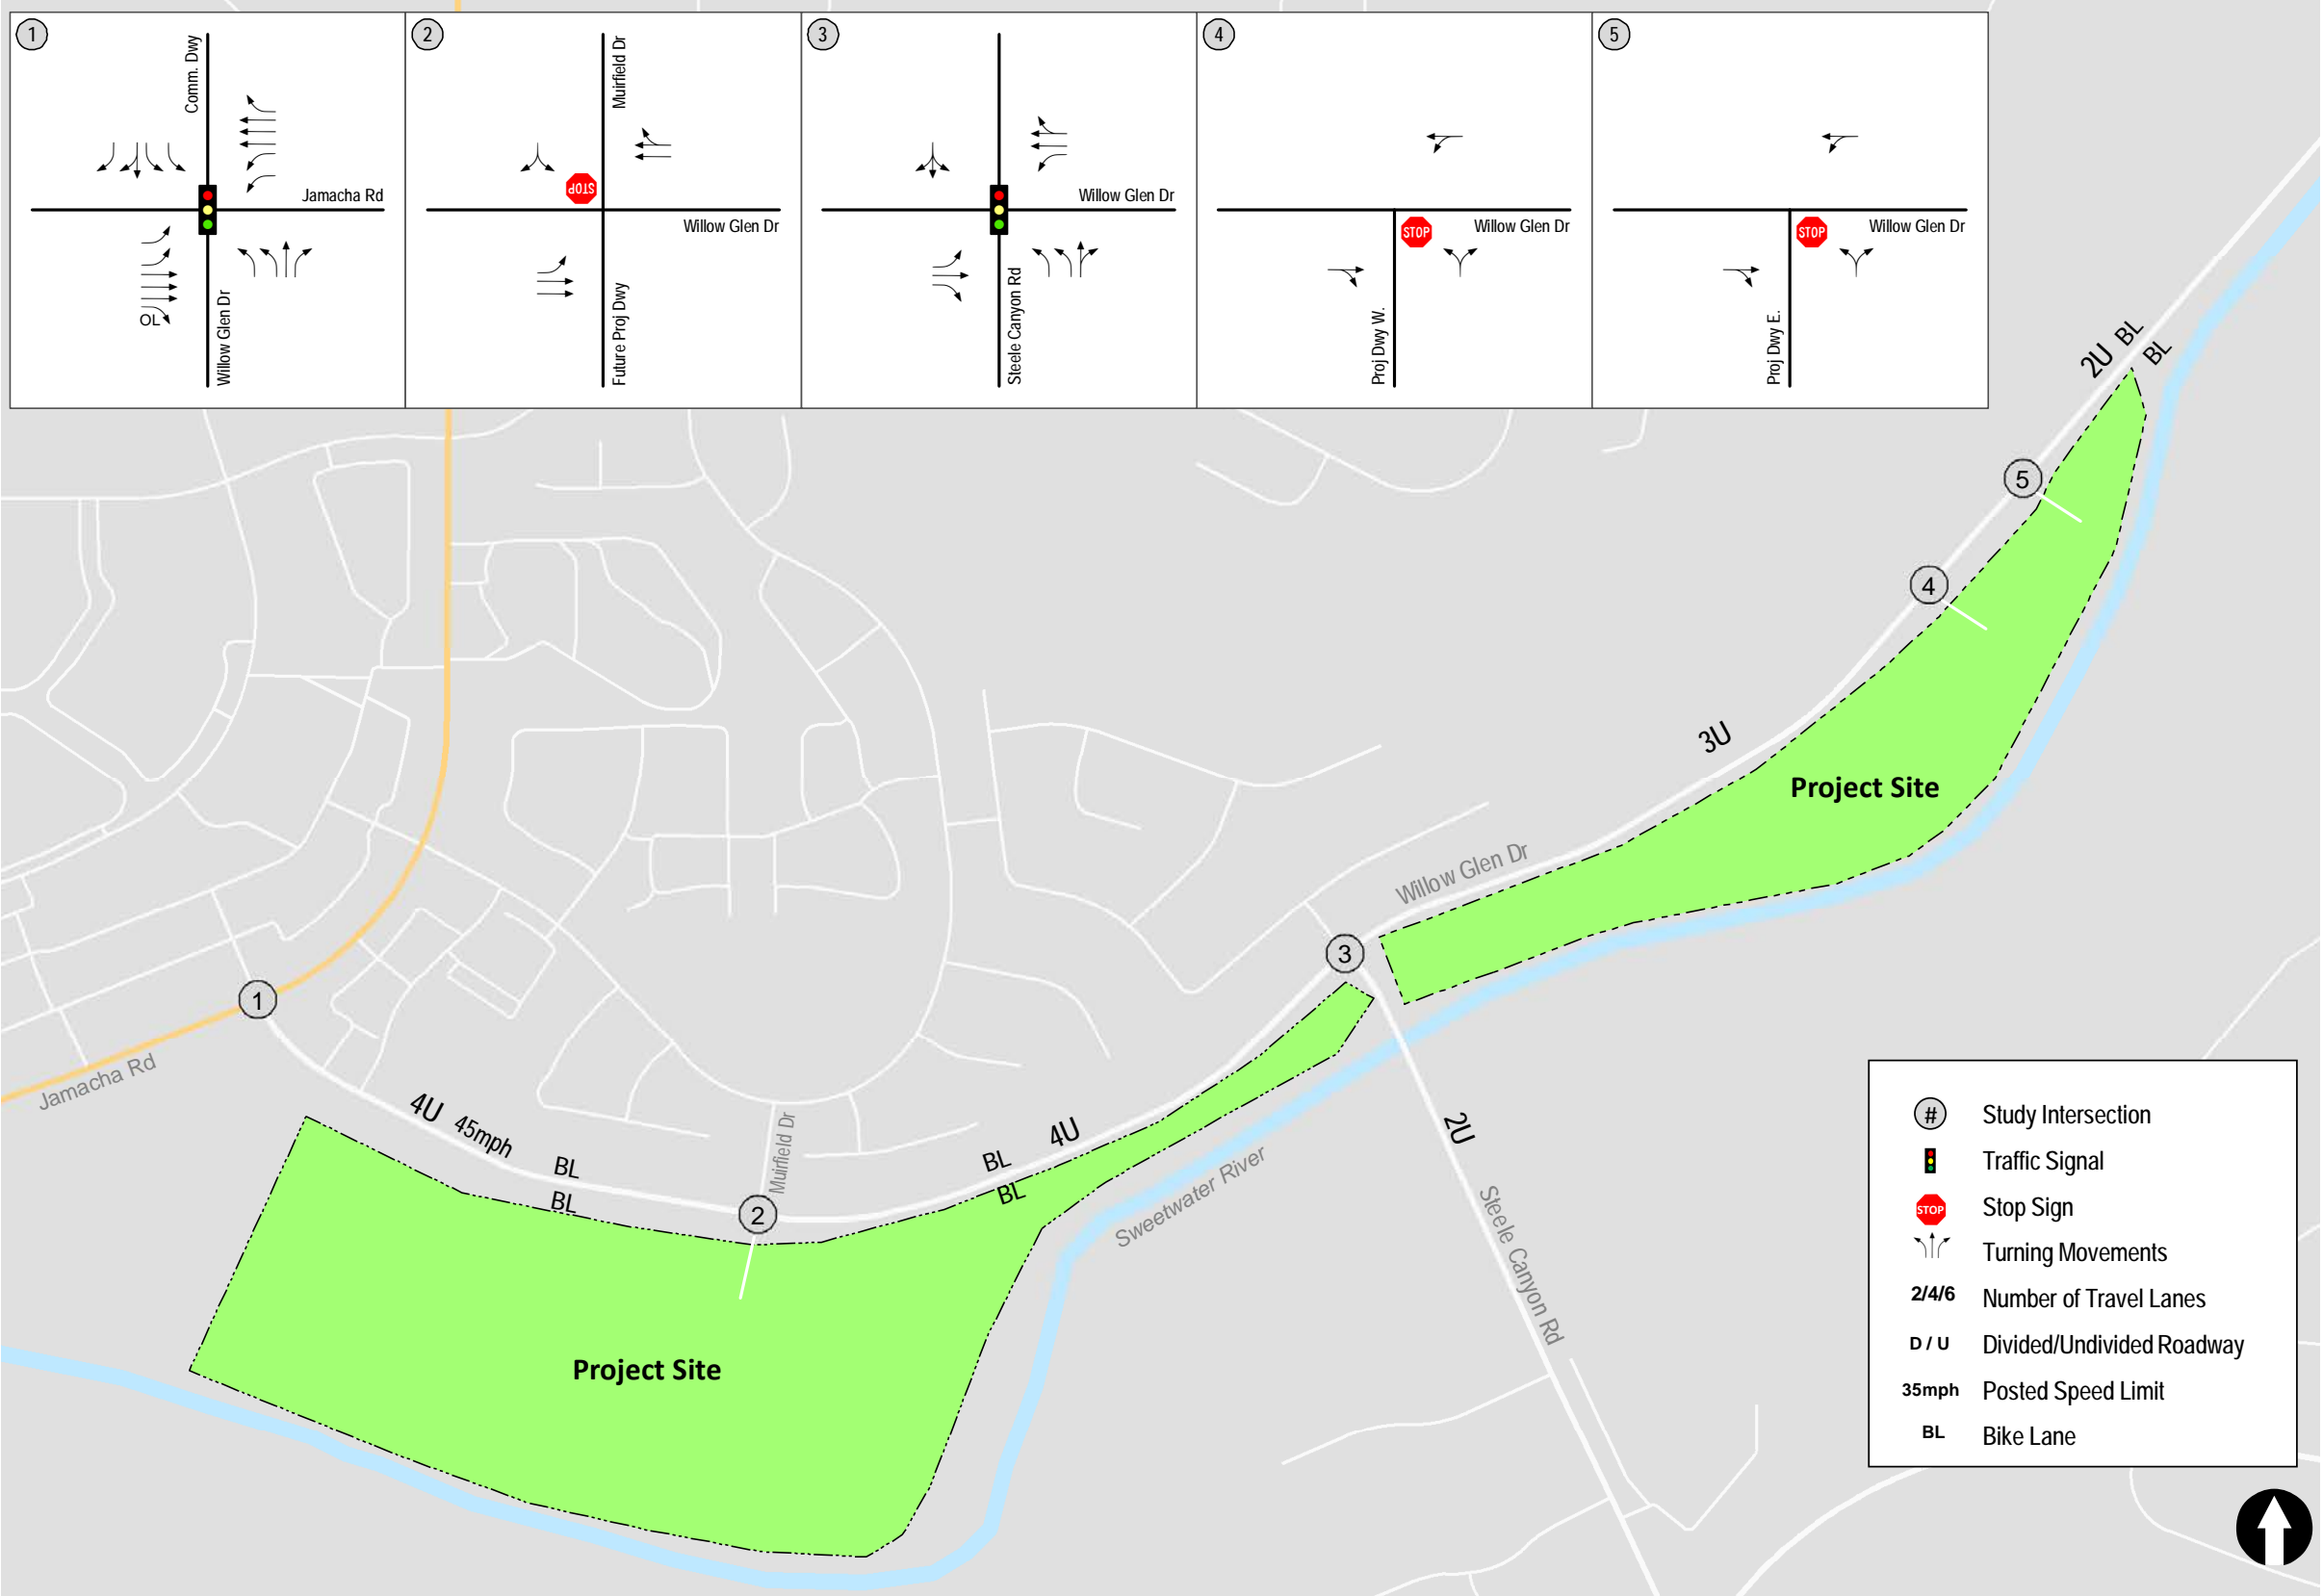 1
Comm. Dwy
Jamacha Rd
OL
Willow Glen Dr
2
Muirfield Dr
STOP
Willow Glen Dr
Future Proj Dwy
3
Willow Glen Dr
Steele Canyon Rd
4
STOP
Willow Glen Dr
Proj Dwy W.
5
STOP
Willow Glen Dr
Proj Dwy E.
2U BL
BL
5
4
3U
Project Site
Willow Glen Dr
3
1
Jamacha Rd
4U 45mph
BL
BL
Muirfield Dr
2
BL
4U
BL
2U
Sweetwater River
Steele Canyon Rd
Project Site
# Study Intersection
Traffic Signal
STOP Stop Sign
Turning Movements
2/4/6 Number of Travel Lanes
D / U Divided/Undivided Roadway
35mph Posted Speed Limit
BL Bike Lane